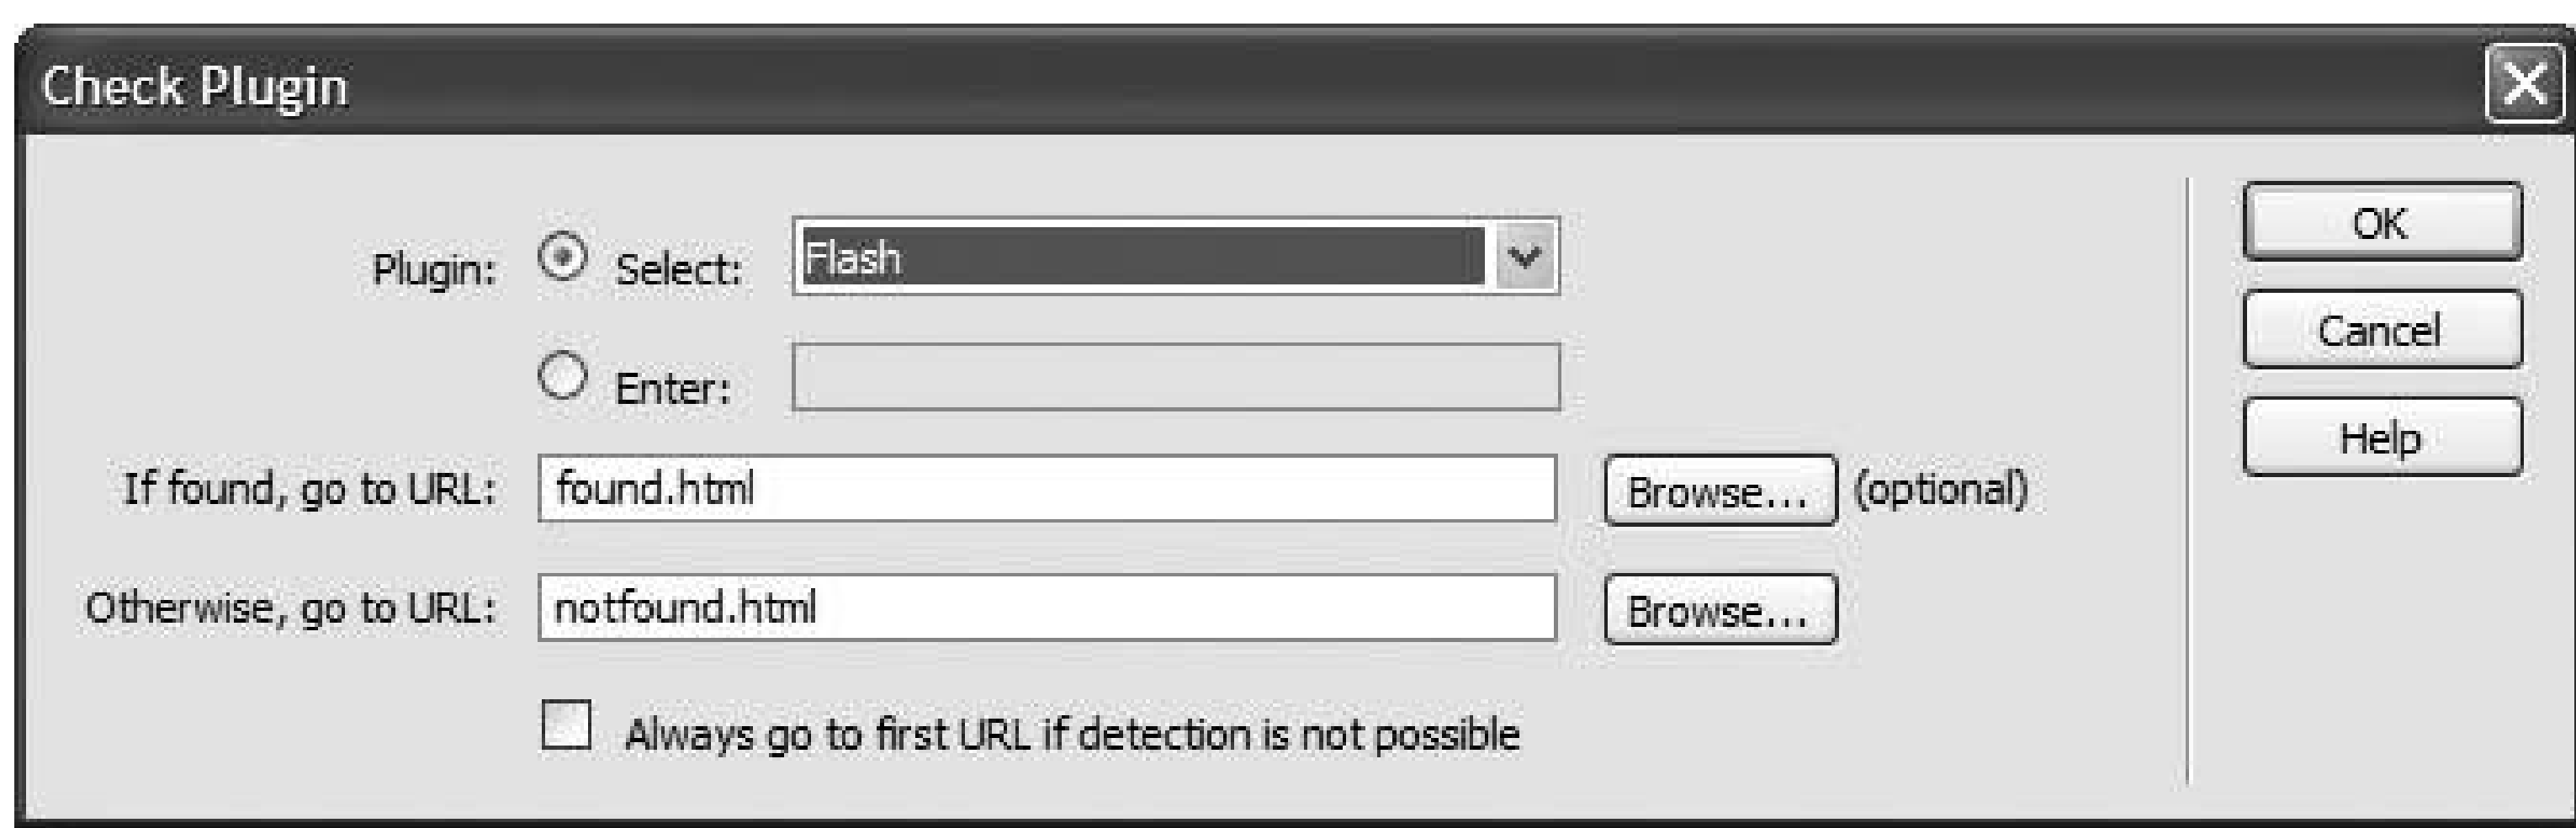 Check Plugin
Plugin: Select: Flash
Enter:
If found, go to URL: found.html Browse... (optional)
Otherwise, go to URL: notfound.html Browse...
Always go to first URL if detection is not possible
OK
Cancel
Help